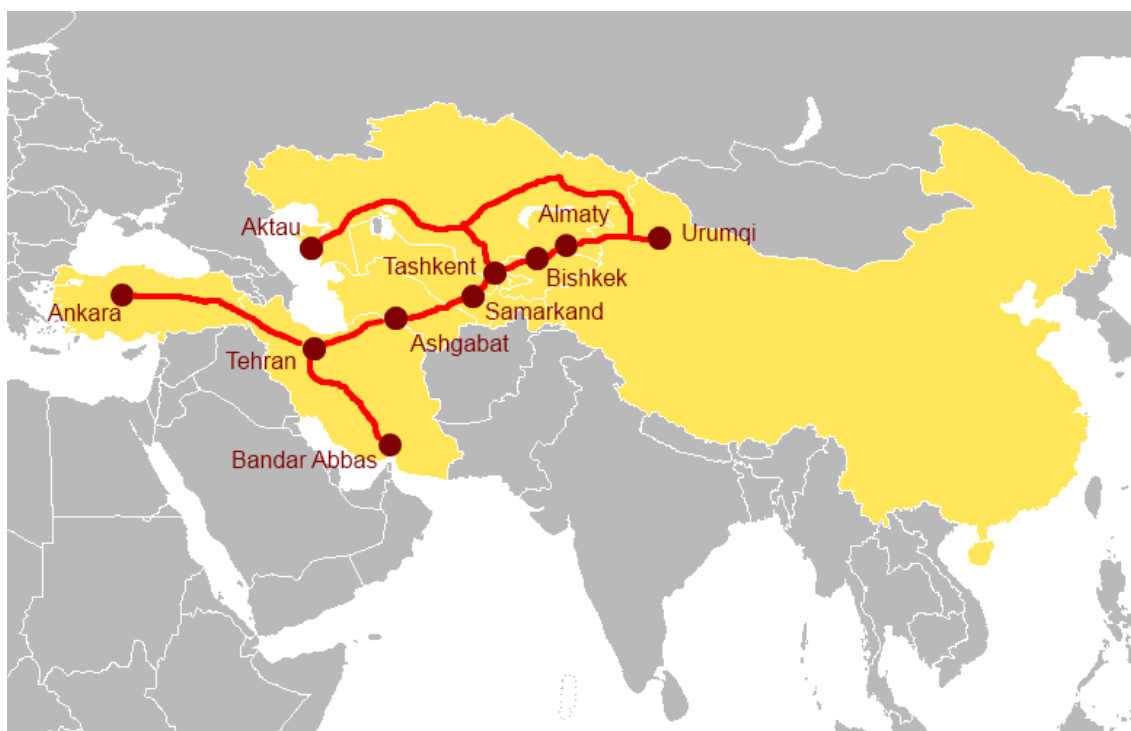 Almaty
Aktau
Urumqi
Tashkent
Bishkek
Ankara
Samarkand
Ashgabat
Tehran
Bandar Abbas